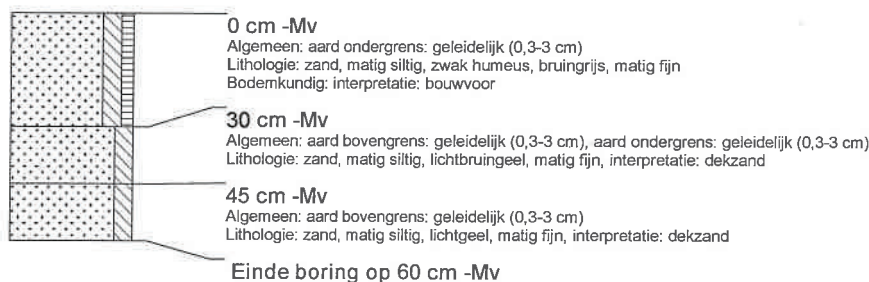 0 cm -Mv
Algemeen: aard ondergrens: geleidelijk (0,3-3 cm)
Lithologie: zand, matig siltig, zwak humeus, bruingrijs, matig fijn
Bodemkundig: interpretatie: bouwvoor
30 cm -Mv
Algemeen: aard bovengrens: geleidelijk (0,3-3 cm), aard ondergrens: geleidelijk (0,3-3 cm)
Lithologie: zand, matig siltig, lichtbruingeel, matig fijn, interpretatie: dekzand
45 cm -Mv
Algemeen: aard bovengrens: geleidelijk (0,3-3 cm)
Lithologie: zand, matig siltig, lichtgeel, matig fijn, interpretatie: dekzand
Einde boring op 60 cm -Mv